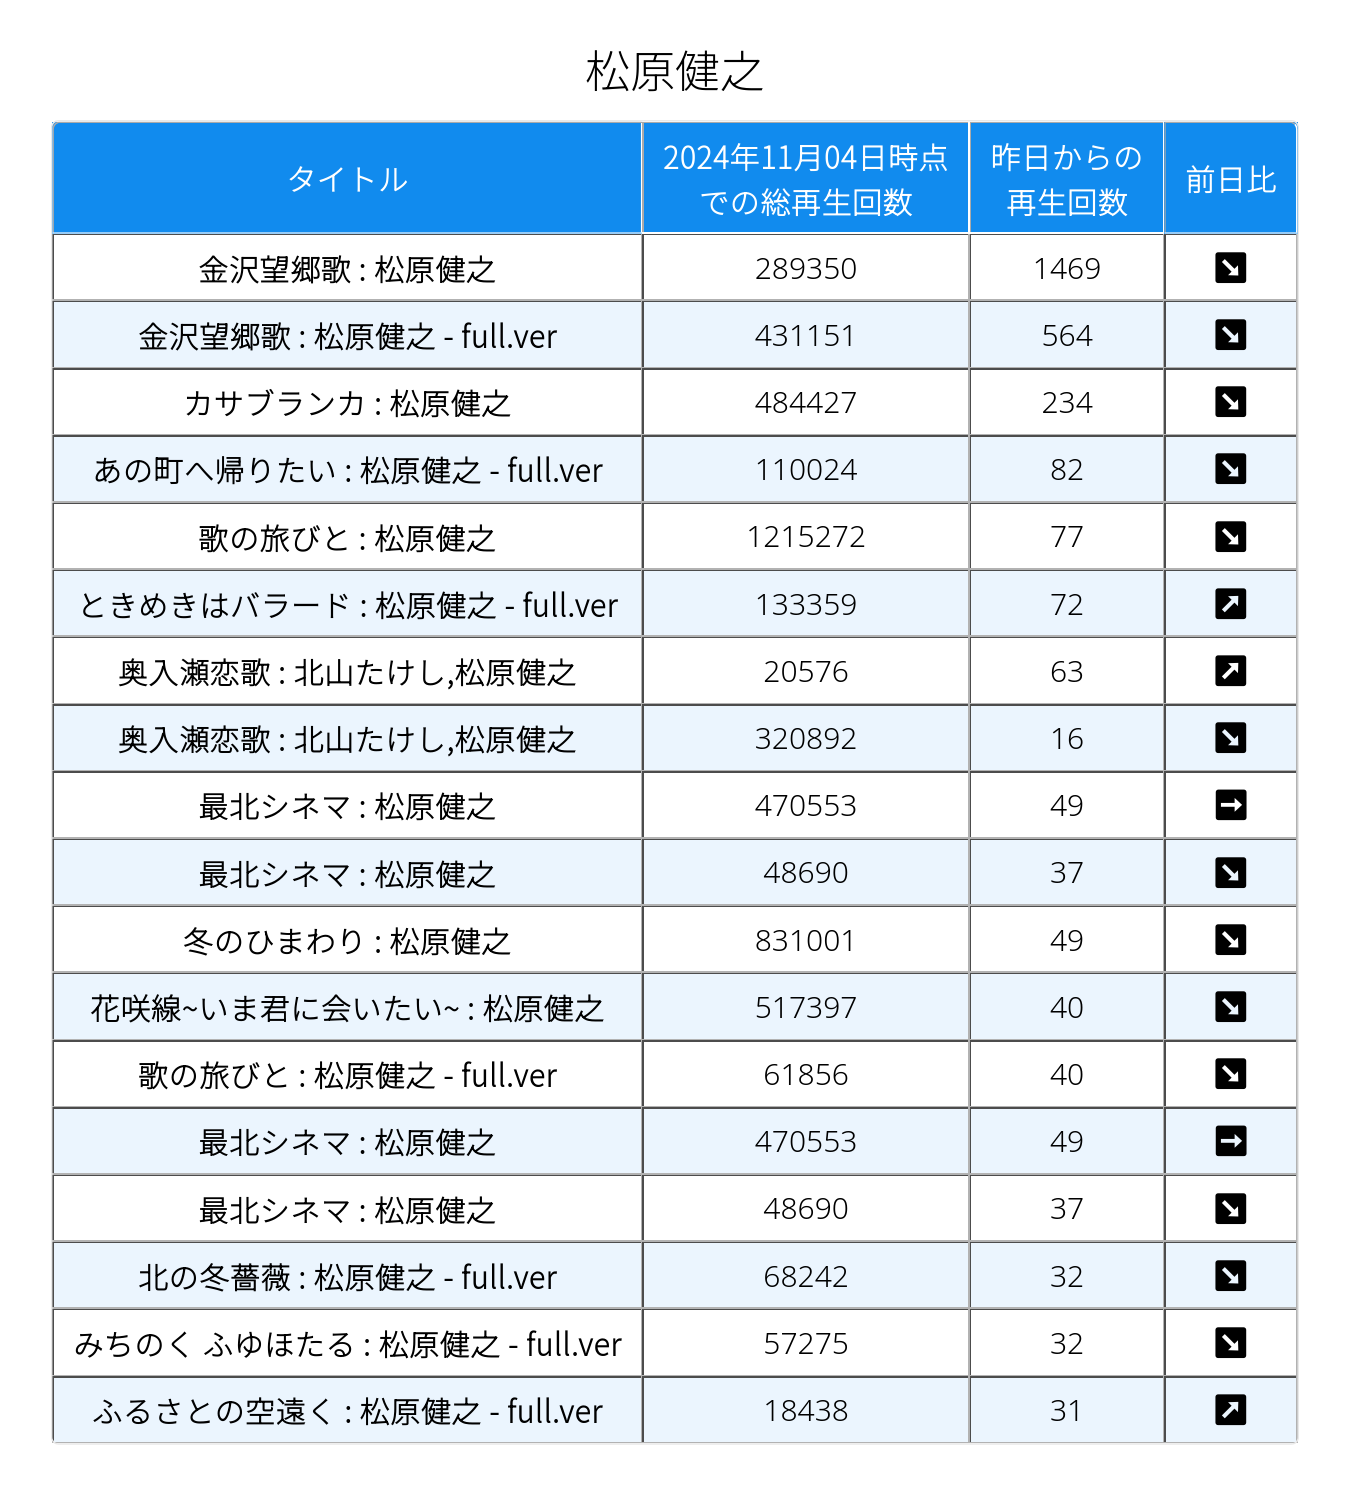 松原健之
タイトル 2024年11月04日時点 昨日からの 前日比
での総再生回数 再生回数
金沢望郷歌 : 松原健之 289350 1469 ↘
金沢望郷歌 : 松原健之 - full.ver 431151 564 ↘
カサブランカ : 松原健之 484427 234 ↘
あの町へ帰りたい : 松原健之 - full.ver 110024 82 ↘
歌の旅びと : 松原健之 1215272 77 ↘
ときめきはバラード : 松原健之 - full.ver 133359 72 ↗
奥入瀬恋歌 : 北山たけし,松原健之 20576 63 ↗
奥入瀬恋歌 : 北山たけし,松原健之 320892 16 ↘
最北シネマ : 松原健之 470553 49 →
最北シネマ : 松原健之 48690 37 ↘
冬のひまわり : 松原健之 831001 49 ↘
花咲線~いま君に会いたい~ : 松原健之 517397 40 ↘
歌の旅びと : 松原健之 - full.ver 61856 40 ↘
最北シネマ : 松原健之 470553 49 →
最北シネマ : 松原健之 48690 37 ↘
北の冬薔薇 : 松原健之 - full.ver 68242 32 ↘
みちのく ふゆほたる : 松原健之 - full.ver 57275 32 ↘
ふるさとの空遠く : 松原健之 - full.ver 18438 31 ↗